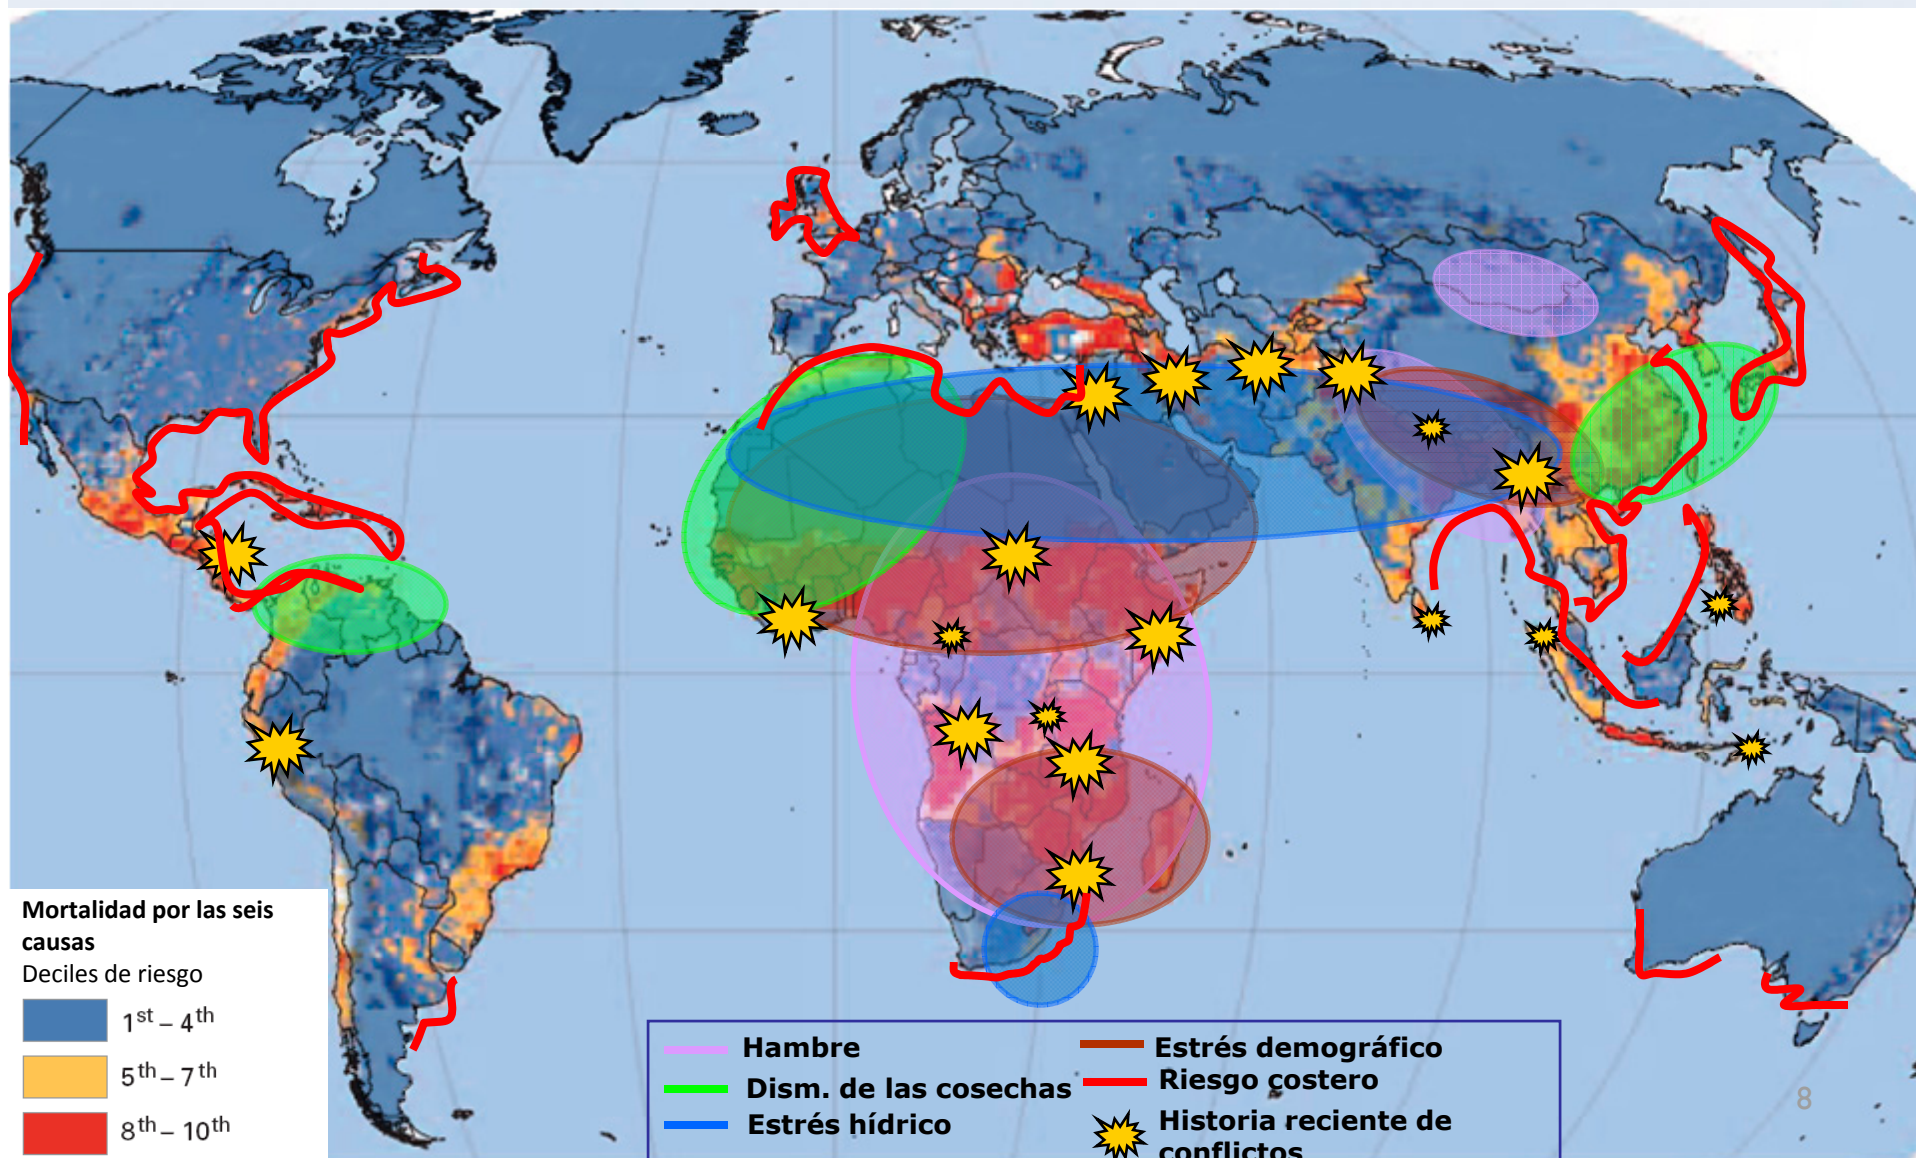 Mortalidad por las seis
causas
Deciles de riesgo
1st – 4th
5th – 7th
8th – 10th
Hambre
Dism. de las cosechas
Estrés hídrico
Estrés demográfico
Riesgo costero
Historia reciente de
conflictos
8